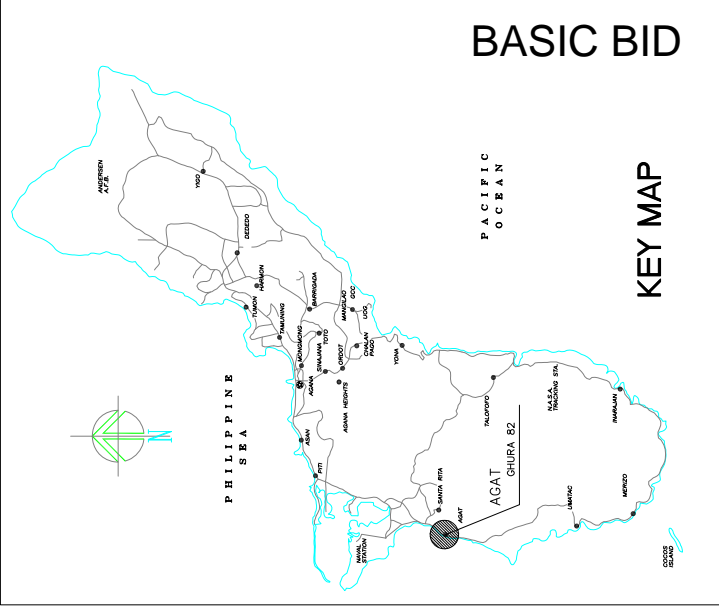 BASIC BID
KEY MAP
PACIFIC
OCEAN
PHILIPPINE
SEA
N
ANDERSEN
A.F.B.
YIGO
DEDEDO
HARMON
TUMON
TAMUNING
BARRIGADA
MANGILAO
GCC
UOG
MONGMONG
TOTO
SINAJANA
AGANA
ORDOT
CHALAN
PAGO
AGANA HEIGHTS
YONA
ASAN
PITI
NAVAL
STATION
SANTA RITA
AGAT
AGAT
GHURA 82
TALOFOFO
N.A.S.A.
TRACKING STA.
INARAJAN
UMATAC
MERIZO
COCOS
ISLAND